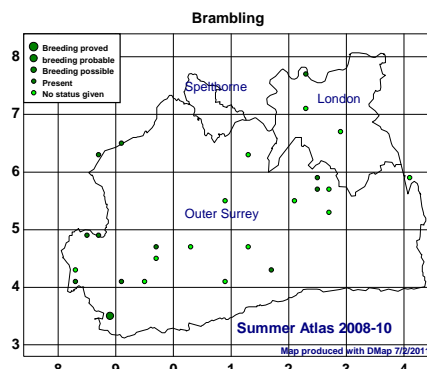 Brambling
Breeding proved
breeding probable
Breeding possible
Present
No status given
Spelthorne
London
Outer Surrey
Summer Atlas 2008-10
Map produced with DMap 7/2/2011
8
7
6
5
4
3
8 9 0 1 2 3 4